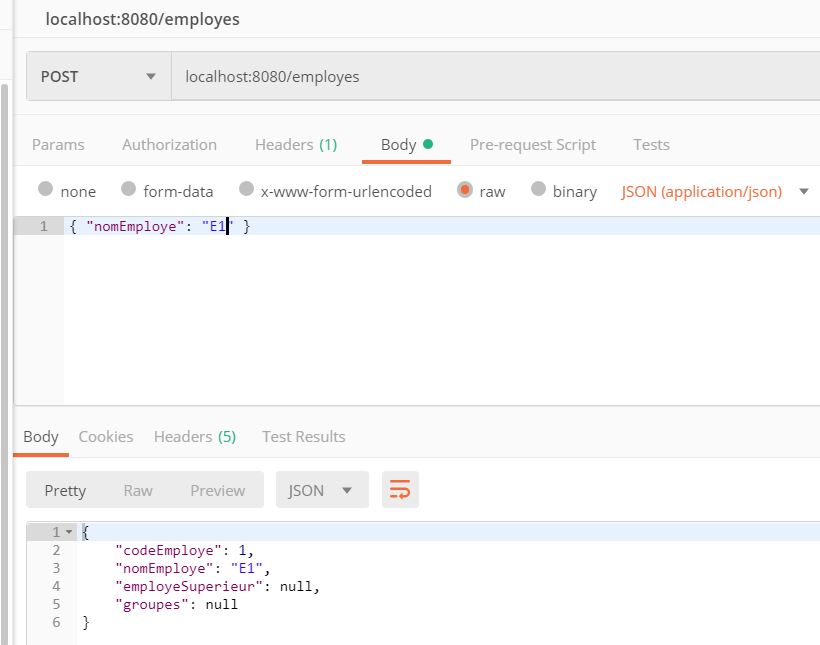 localhost:8080/employes
POST localhost:8080/employes
Params Authorization Headers (1) Body Pre-request Script Tests
none form-data x-www-form-urlencoded raw binary JSON (application/json)
1 { "nomEmploye": "E1" }
Body Cookies Headers (5) Test Results
Pretty Raw Preview JSON
1 {
2 "codeEmploye": 1,
3 "nomEmploye": "E1",
4 "employeSuperieur": null,
5 "groupes": null
6 }